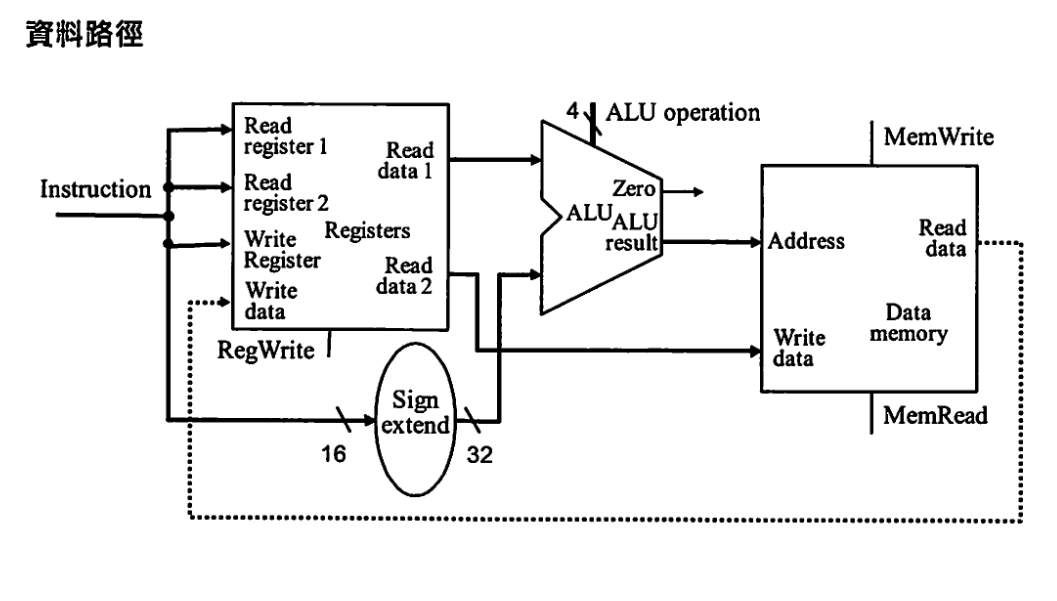 資料路徑
4
ALU operation
MemWrite
Read
register 1
Read
data 1
Instruction
Read
register 2
Zero
ALU
ALU
result
Registers
Write
Register
Address
Read
data
Read
data 2
Write
data
Data
memory
Write
data
RegWrite
Sign
extend
MemRead
16
32